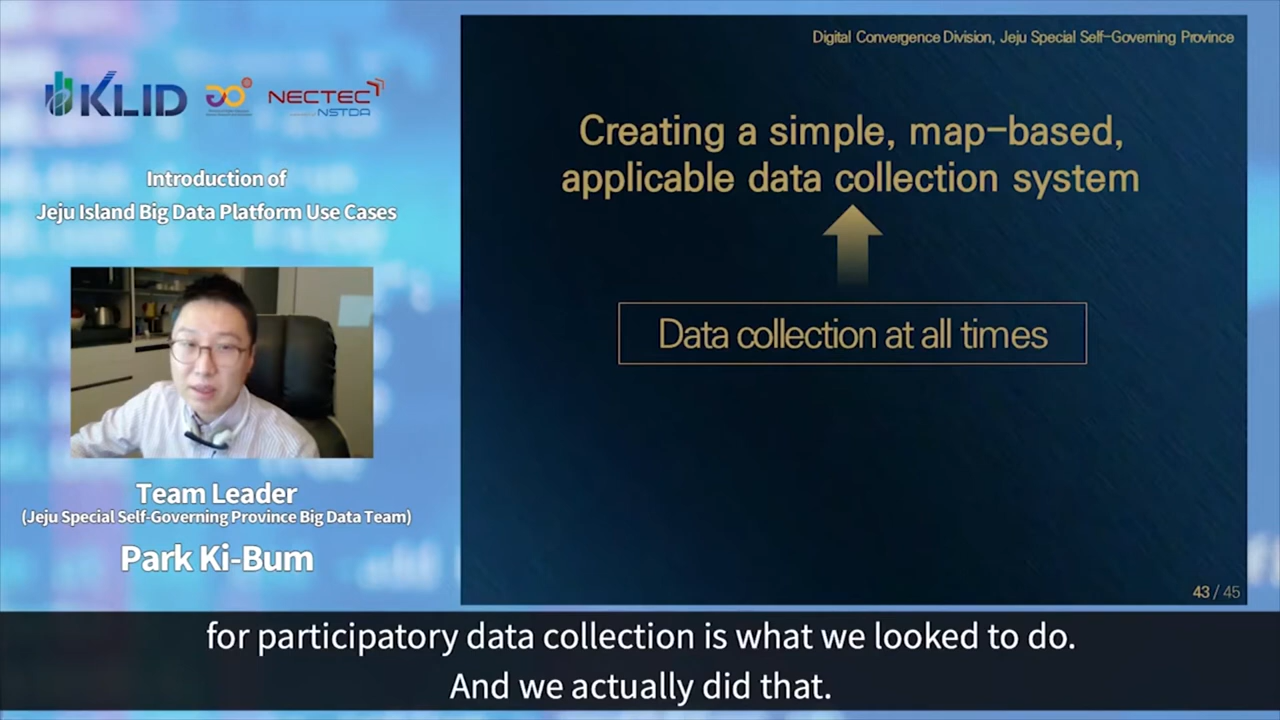 KLID
NECTEC
NSTDA
Introduction of
Jeju Island Big Data Platform Use Cases
Team Leader
(Jeju Special Self-Governing Province Big Data Team)
Park Ki-Bum
Digital Convergence Division, Jeju Special Self-Governing Province
Creating a simple, map-based,
applicable data collection system
Data collection at all times
43 / 45
for participatory data collection is what we looked to do.
And we actually did that.